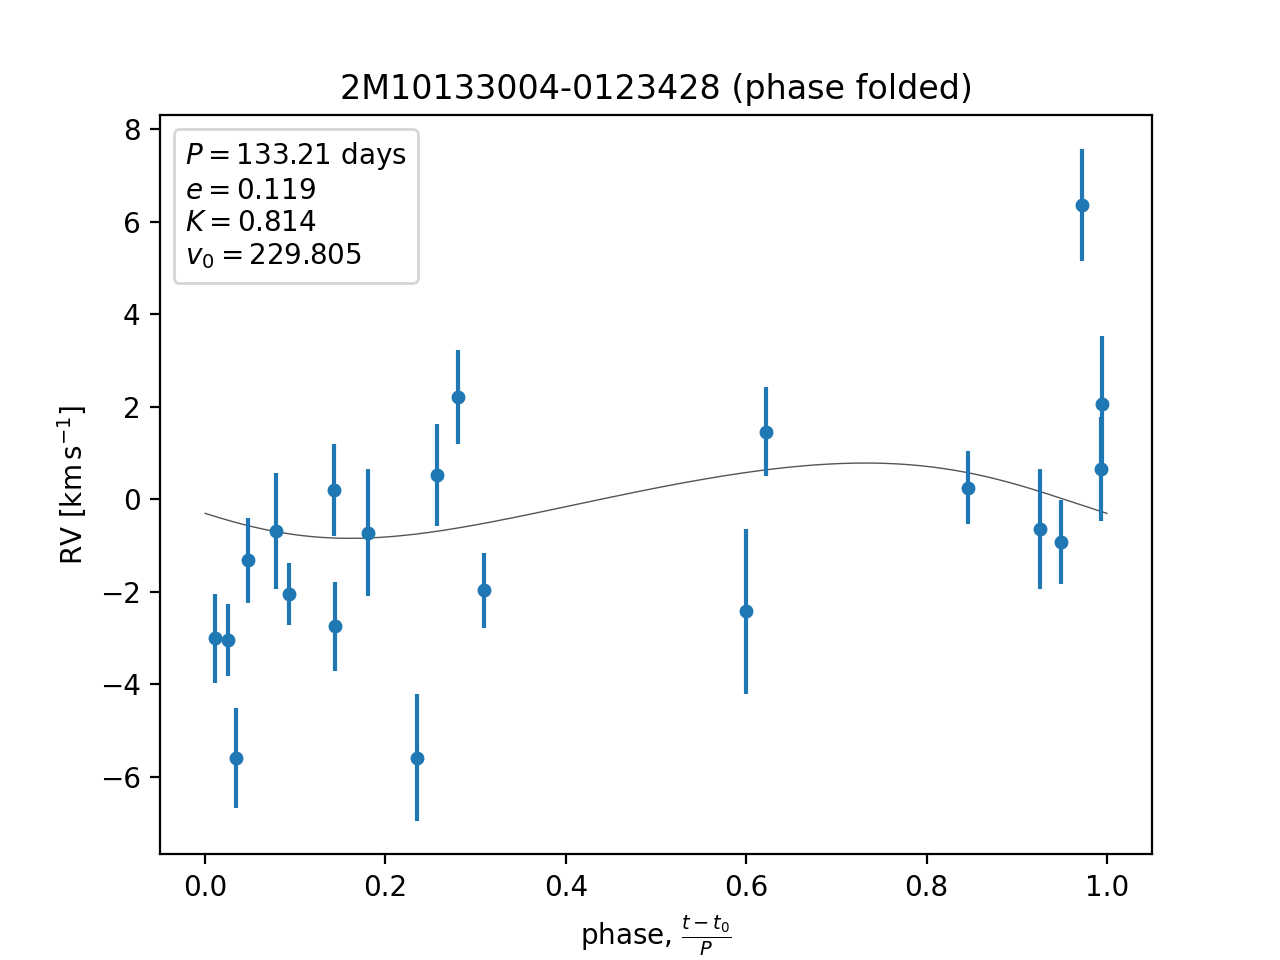 2M10133004-0123428 (phase folded)
P = 133.21 days
e = 0.119
K = 0.814
v₀ = 229.805
8
6
4
2
0
−2
−4
−6
RV [km s⁻¹]
0.0 0.2 0.4 0.6 0.8 1.0
phase, (t − t₀)/P